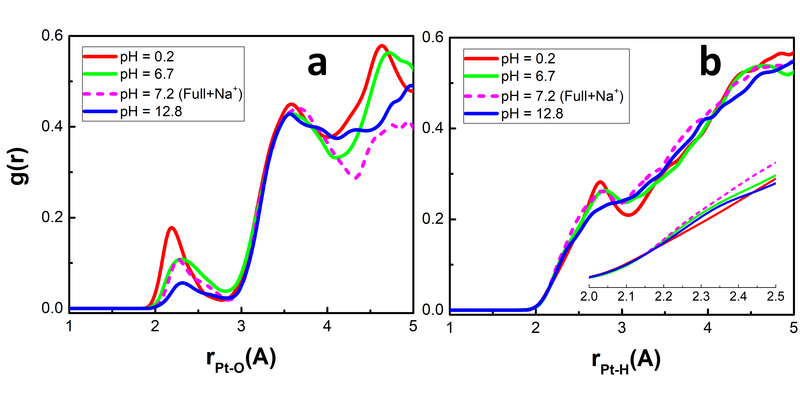 a
pH = 0.2
pH = 6.7
pH = 7.2 (Full+Na⁺)
pH = 12.8
g(r)
0.6
0.4
0.2
0.0
1 2 3 4 5
r_Pt-O(A)
b
pH = 0.2
pH = 6.7
pH = 7.2 (Full+Na⁺)
pH = 12.8
0.6
0.4
0.2
0.0
2.0 2.1 2.2 2.3 2.4 2.5
1 2 3 4 5
r_Pt-H(A)